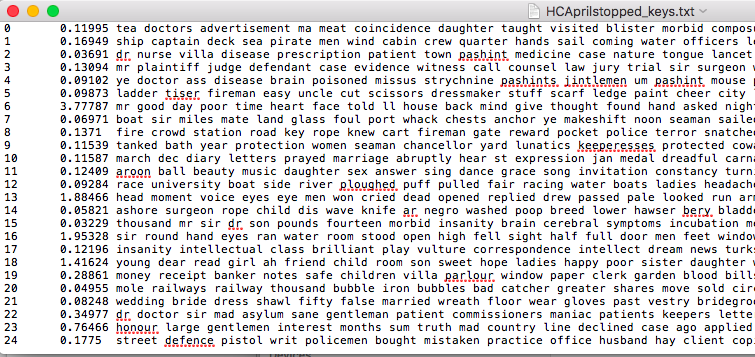 HCAprilstopped_keys.txt
0 0.11995 tea doctors advertisement ma meat coincidence daughter taught visited blister morbid compos
1 0.16949 ship captain deck sea pirate men wind cabin crew quarter hands sail coming water officers l
2 0.03691 dr nurse villa disease prescription patient town pashint medicine case nature tongue lancet
3 0.13094 mr plaintiff judge defendant case evidence witness call counsel law jury trial sir surgeon
4 0.09102 ye doctor ass disease brain poisoned missus strychnine pashints jintlemen um pashint mouse
5 0.09873 ladder tiser fireman easy uncle cut scissors dressmaker stuff scarf ledge paint cheer city
6 3.77787 mr good day poor time heart face told ll house back mind give thought found hand asked night
7 0.06971 boat sir miles mate land glass foul port whack chests anchor ye makeshift noon seaman sailed
8 0.1371 fire crowd station road key rope knew cart fireman gate reward pocket police terror snatche
9 0.11539 tanked bath year protection women seaman chancellor yard lunatics keeperesses protected cowa
10 0.11587 march dec diary letters prayed marriage abruptly hear st expression jan medal dreadful carn
11 0.12409 aroon ball beauty music daughter sex answer sing dance grace song invitation constancy turn
12 0.09284 race university boat side river ploughed puff pulled fair racing water boats ladies headach
13 1.88466 head moment voice eyes eye men won cried dead opened replied drew passed pale looked run arm
14 0.05821 ashore surgeon rope child dis wave knife ar negro washed poop breed lower hawser bery bladd
15 0.03229 thousand mr sir dr son pounds fourteen morbid insanity brain cerebral symptoms incubation m
16 1.95328 sir round hand eyes ran water room stood open high fell sight half full door men feet window
17 0.12196 insanity intellectual class brilliant play vulture correspondence intellect dream news turks
18 1.41624 young dear read girl ah friend child room son sweet hope ladies happy poor sister daughter
19 0.28861 money receipt banker notes safe children villa parlour window paper clerk garden blood bills
20 0.04955 mole railways railway thousand bubble iron bubbles bad catcher greater shares move sold cir
21 0.08248 wedding bride dress shawl fifty false married wreath floor wear gloves past vestry bridegro
22 0.34977 dr doctor sir mad asylum sane gentleman patient commissioners maniac patients keepers lette
23 0.76466 honour large gentlemen interest months sum truth mad country line declined case ago applied
24 0.1775 street defence pistol writ policemen bought mistaken practice office husband hay client cop